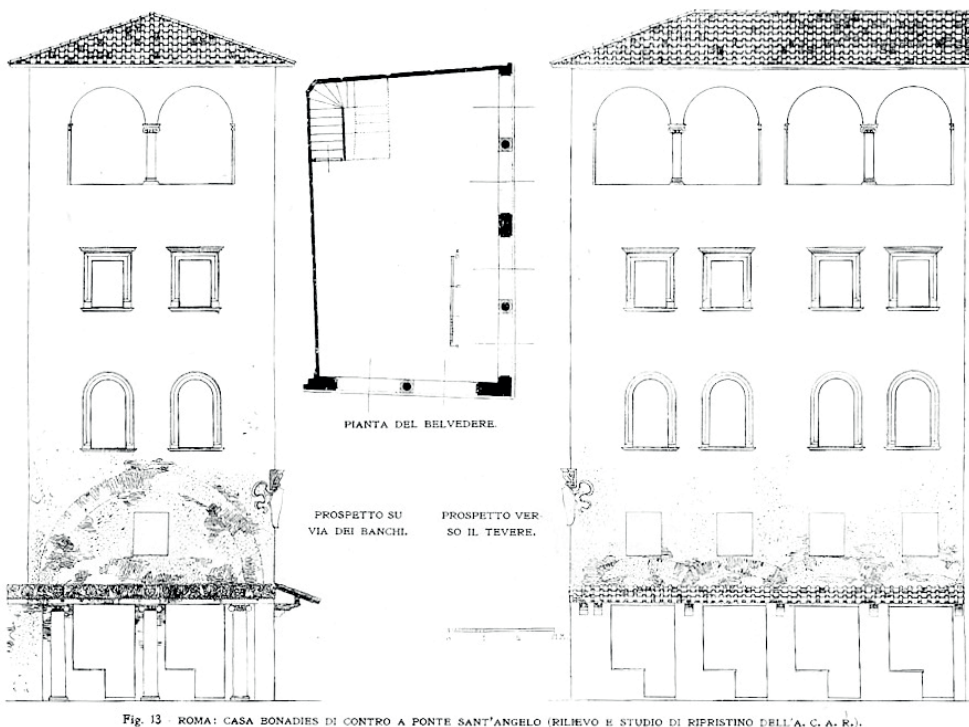 PIANTA DEL BELVEDERE.
PROSPETTO SU
VIA DEI BANCHI.
PROSPETTO VER-
SO IL TEVERE.
Fig. 13 - ROMA: CASA BONADIES DI CONTRO A PONTE SANT'ANGELO (RILIEVO E STUDIO DI RIPRISTINO DELL'A. C. A. R.).